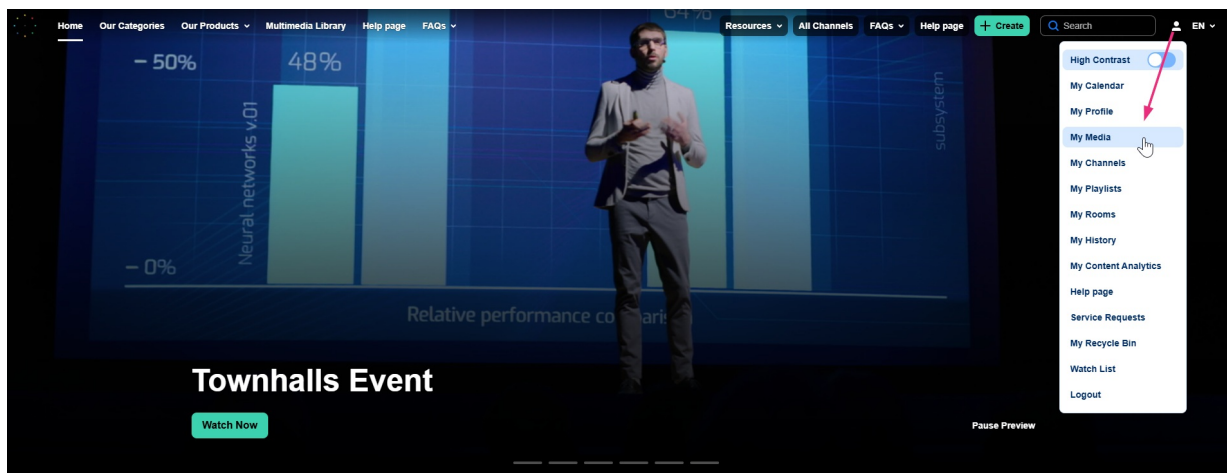 Home Our Categories Our Products Multimedia Library Help page FAQs Resources All Channels FAQs Help page + Create Search EN
64%
– 50%
48%
Neural networks v.01
subsystem
– 0%
Relative performance
Townhalls Event
Watch Now
Pause Preview
High Contrast
My Calendar
My Profile
My Media
My Channels
My Playlists
My Rooms
My History
My Content Analytics
Help page
Service Requests
My Recycle Bin
Watch List
Logout